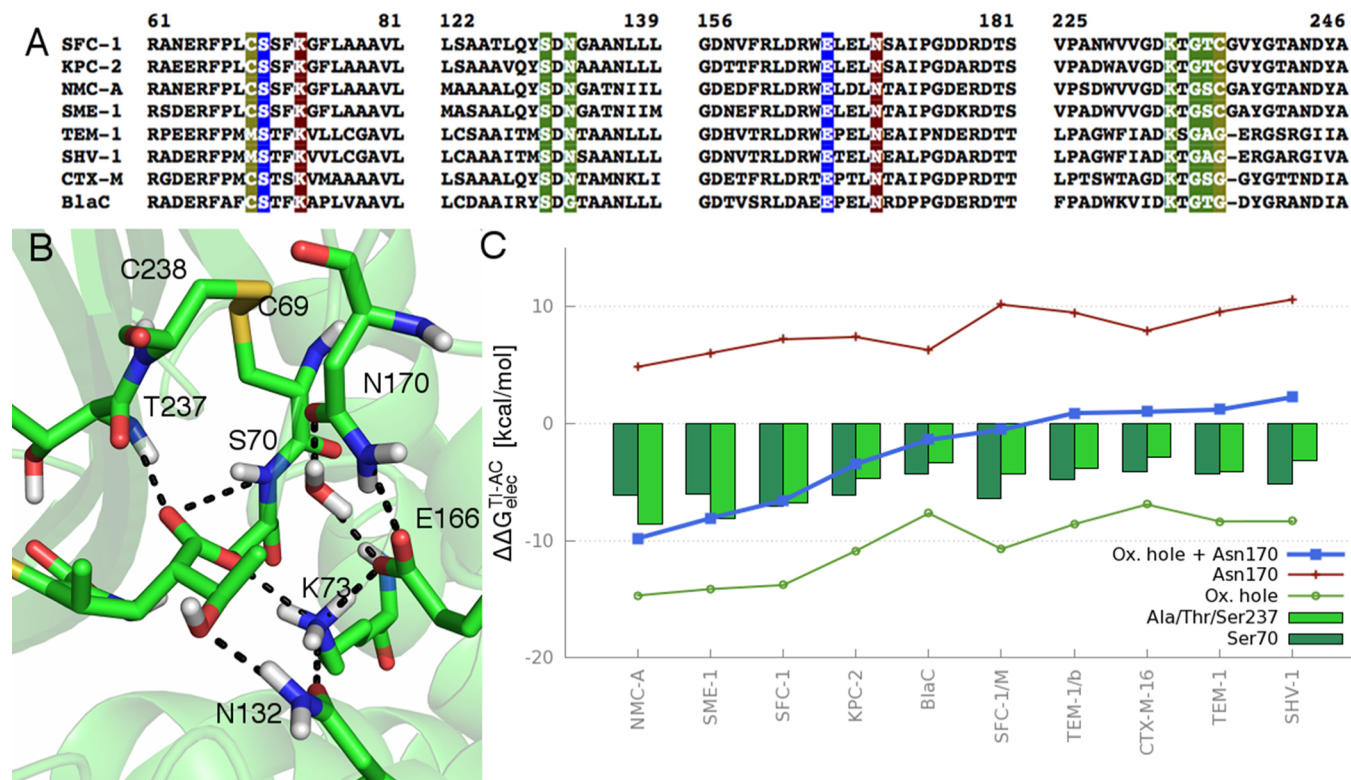 A
61 81 122 139 156 181 225 246
SFC-1 RANERFPLCSSFKGFLAAAVL LSAATLQYSDNGAANLLL GDNVFRLDRWELELNSAIPGDDRDTS VPANWVVGDKTGTCGVYGTANDYA
KPC-2 RAEERFPLCSSFKGFLAAAVL LSAAAVQYSDNAAANLLL GDTTFRLDRWELELNSAIPGDARDTS VPADWAVGDKTGTCGVYGTANDYA
NMC-A RANERFPLCSSFKGFLAAAVL MAAAALQYSDNGATNIIL GDEDFRLDRWELDLNTAIPGDERDTS VPSDWVVGDKTGSCGAYGTANDYA
SME-1 RSDERFPLCSSFKGFLAAAVL MASAALQYSDNGATNIIM GDNEFRLDRWELELNTAIPGDKRDTS VPADWVVGDKTGSCGAYGTANDYA
TEM-1 RPEERFPMMSTFKVLLCGAVL LCSAAITMSDNTAANLLL GDHVTRLDRWEPELNEAIPNDERDTT LPAGWFIADKSGAG-ERGSRGIIA
SHV-1 RADERFPMMSTFKVVLCGAVL LCAAAITMSDNSAANLLL GDNVTRLDRWETELNEALPGDARDTT LPAGWFIADKTGAG-ERGARGIVA
CTX-M RGDERFPMCSTSKVMAAAAVL LSAAALQYSDNTAMNKLI GDETFRLDRTEPTLNTAIPGDPRDTT LPTSWTAGDKTGSG-GYGTTNDIA
BlaC RADERFAFCSTFKAPLVAAVL LCDAAIRYSDGTAANLLL GDTVSRLDAEEPELNRDPPGDERDTT FPADWKVIDKTGTG-DYGRANDIA
B
C238
C69
N170
T237
S70
E166
K73
N132
C
ΔΔG TI-AC elec [kcal/mol]
10
0
-10
-20
Ox. hole + Asn170
Asn170
Ox. hole
Ala/Thr/Ser237
Ser70
NMC-A
SME-1
SFC-1
KPC-2
BlaC
SFC-1/M
TEM-1/b
CTX-M-16
TEM-1
SHV-1